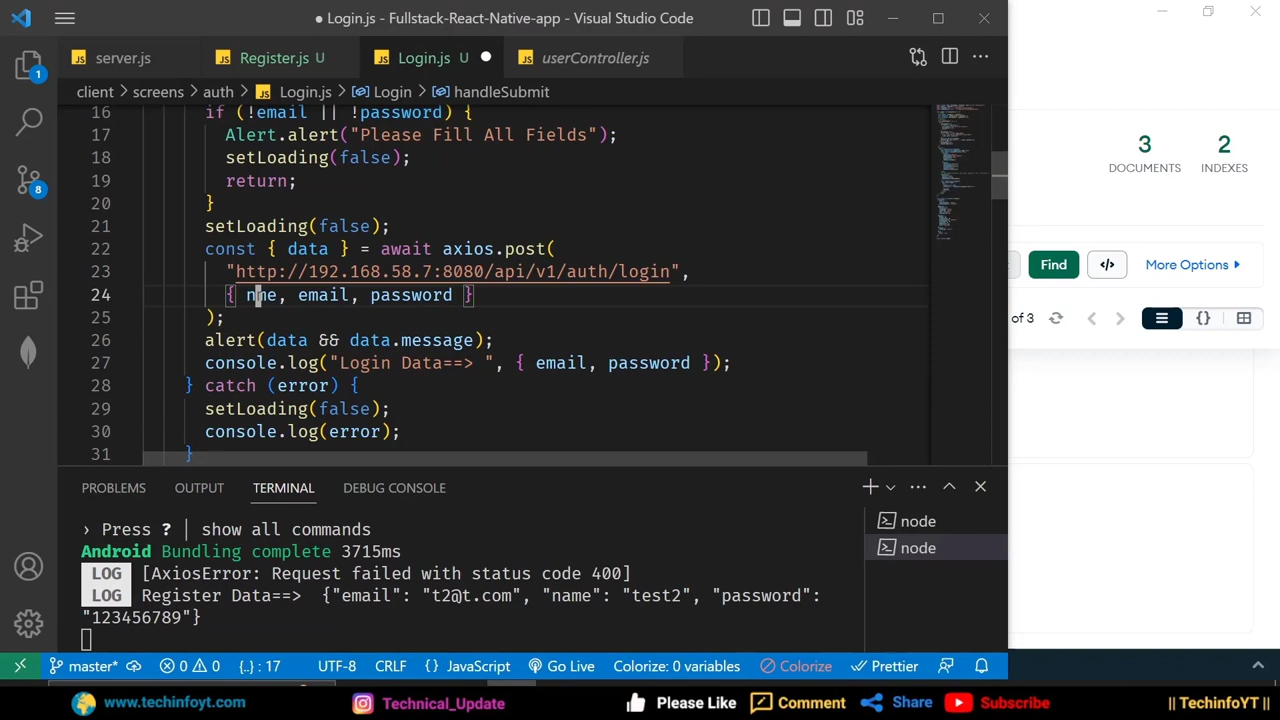 ● Login.js - Fullstack-React-Native-app - Visual Studio Code
server.js Register.js U Login.js U ● userController.js
client > screens > auth > Login.js > Login > handleSubmit
16 if (!email || !password) {
17 Alert.alert("Please Fill All Fields");
18 setLoading(false);
19 return;
20 }
21 setLoading(false);
22 const { data } = await axios.post(
23 "http://192.168.58.7:8080/api/v1/auth/login",
24 { nme, email, password }
25 );
26 alert(data && data.message);
27 console.log("Login Data==> ", { email, password });
28 } catch (error) {
29 setLoading(false);
30 console.log(error);
31 }
1
8
PROBLEMS OUTPUT TERMINAL DEBUG CONSOLE
› Press ? | show all commands
Android Bundling complete 3715ms
LOG [AxiosError: Request failed with status code 400]
LOG Register Data==> {"email": "t2@t.com", "name": "test2", "password":
"123456789"}
node
node
master* 0 0 {..} : 17 UTF-8 CRLF {} JavaScript Go Live Colorize: 0 variables Colorize Prettier
3 2
DOCUMENTS INDEXES
Find </> More Options
of 3 {}
www.techinfoyt.com Technical_Update Please Like Comment Share Subscribe || TechinfoYT ||